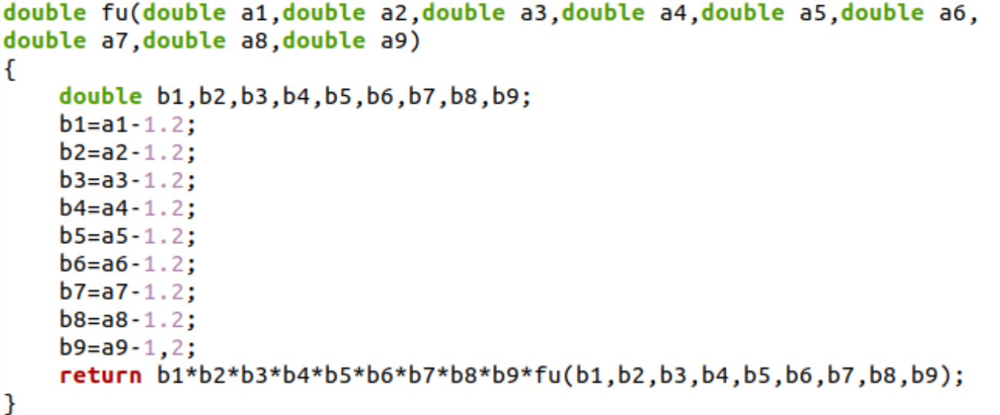 double fu(double a1,double a2,double a3,double a4,double a5,double a6,
double a7,double a8,double a9)
{
    double b1,b2,b3,b4,b5,b6,b7,b8,b9;
    b1=a1-1.2;
    b2=a2-1.2;
    b3=a3-1.2;
    b4=a4-1.2;
    b5=a5-1.2;
    b6=a6-1.2;
    b7=a7-1.2;
    b8=a8-1.2;
    b9=a9-1,2;
    return b1*b2*b3*b4*b5*b6*b7*b8*b9*fu(b1,b2,b3,b4,b5,b6,b7,b8,b9);
}